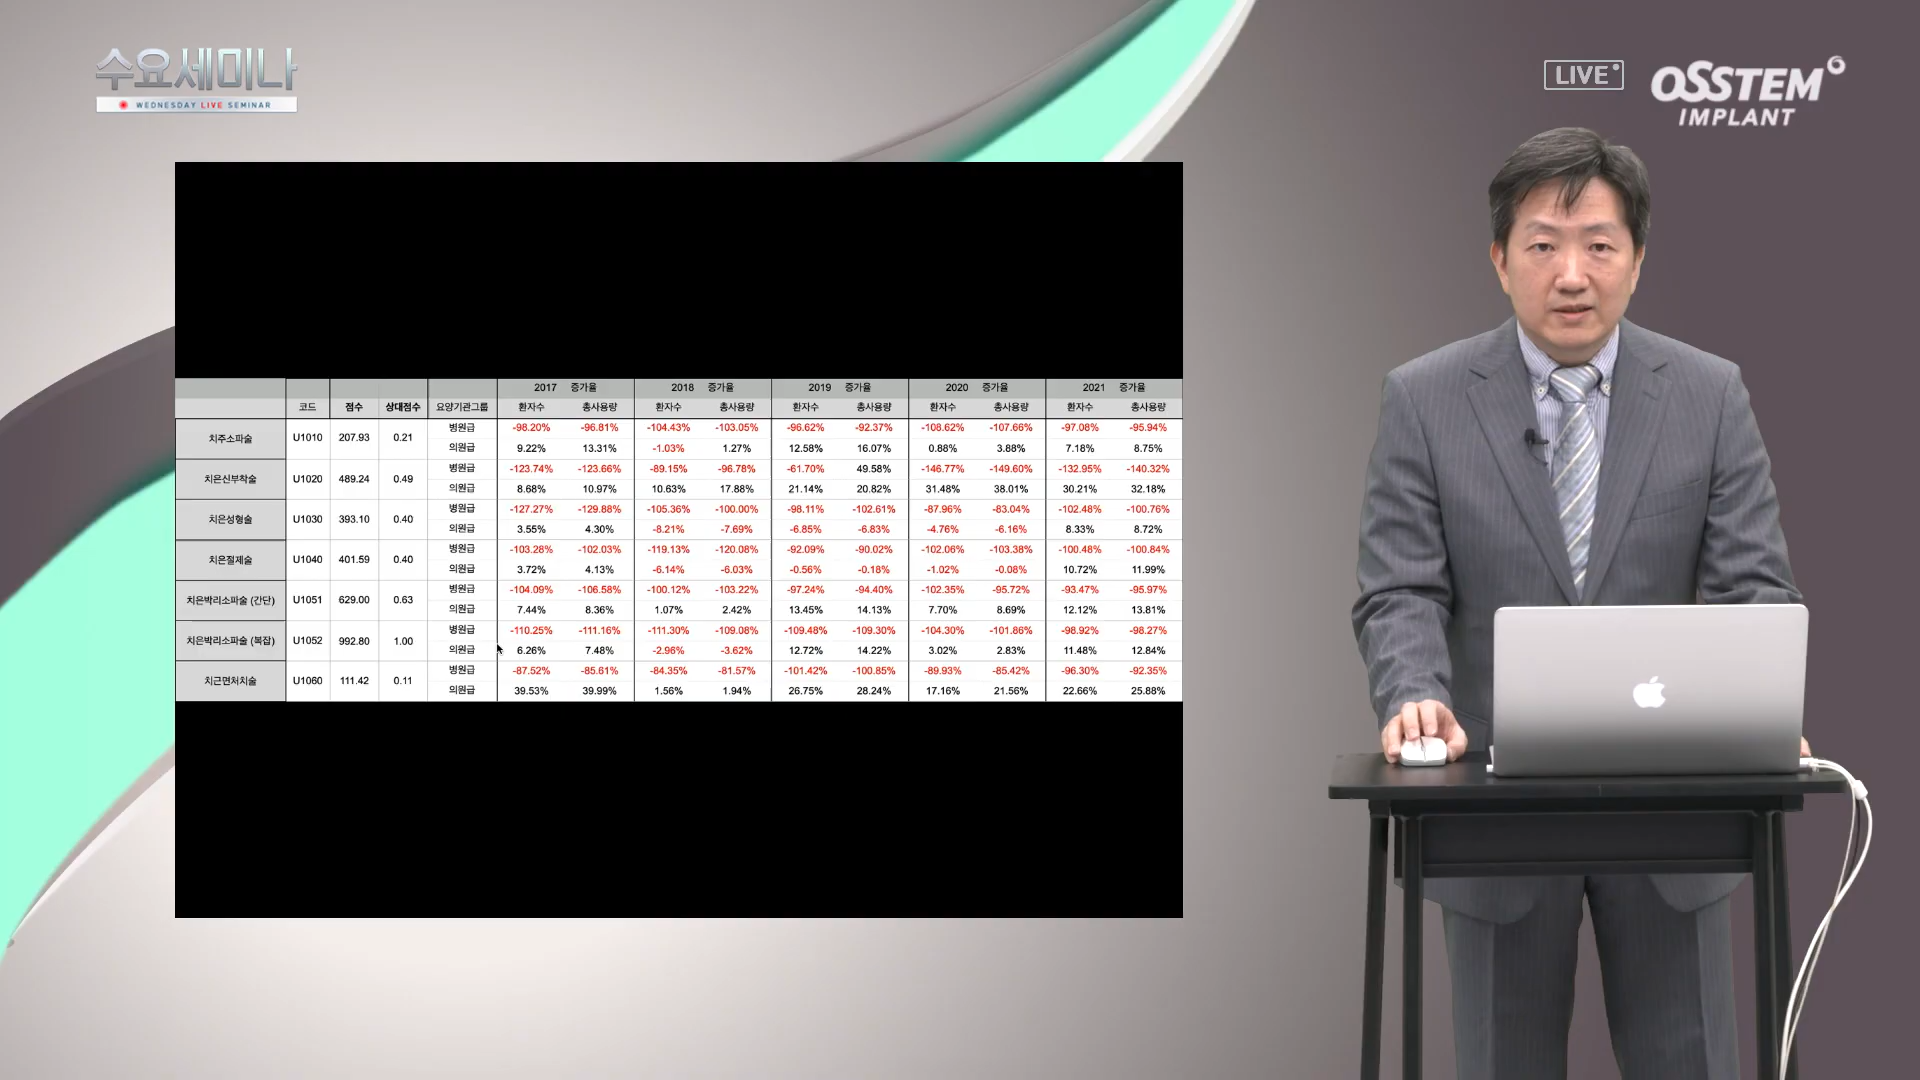 수요세미나
WEDNESDAY LIVE SEMINAR
LIVE
OSSTEM
IMPLANT
2017 증가율 2018 증가율 2019 증가율 2020 증가율 2021 증가율
코드 점수 상대점수 요양기관그룹 환자수 총사용량 환자수 총사용량 환자수 총사용량 환자수 총사용량 환자수 총사용량
치주소파술 U1010 207.93 0.21 병원급 -98.20% -96.81% -104.43% -103.05% -96.62% -92.37% -108.62% -107.66% -97.08% -95.94%
의원급 9.22% 13.31% -1.03% 1.27% 12.58% 16.07% 0.88% 3.88% 7.18% 8.75%
치은신부착술 U1020 489.24 0.49 병원급 -123.74% -123.66% -89.15% -96.78% -61.70% 49.58% -146.77% -149.60% -132.95% -140.32%
의원급 8.68% 10.97% 10.63% 17.88% 21.14% 20.82% 31.48% 38.01% 30.21% 32.18%
치은성형술 U1030 393.10 0.40 병원급 -127.27% -129.88% -105.36% -100.00% -98.11% -102.61% -87.96% -83.04% -102.48% -100.76%
의원급 3.55% 4.30% -8.21% -7.69% -6.85% -6.83% -4.76% -6.16% 8.33% 8.72%
치은절제술 U1040 401.59 0.40 병원급 -103.28% -102.03% -119.13% -120.08% -92.09% -90.02% -102.06% -103.38% -100.48% -100.84%
의원급 3.72% 4.13% -6.14% -6.03% -0.56% -0.18% -1.02% -0.08% 10.72% 11.99%
치은박리소파술 (간단) U1051 629.00 0.63 병원급 -104.09% -106.58% -100.12% -103.22% -97.24% -94.40% -102.35% -95.72% -93.47% -95.97%
의원급 7.44% 8.36% 1.07% 2.42% 13.45% 14.13% 7.70% 8.69% 12.12% 13.81%
치은박리소파술 (복잡) U1052 992.80 1.00 병원급 -110.25% -111.16% -111.30% -109.08% -109.48% -109.30% -104.30% -101.86% -98.92% -98.27%
의원급 6.26% 7.48% -2.96% -3.62% 12.72% 14.22% 3.02% 2.83% 11.48% 12.84%
치근면처치술 U1060 111.42 0.11 병원급 -87.52% -85.61% -84.35% -81.57% -101.42% -100.85% -89.93% -85.42% -96.30% -92.35%
의원급 39.53% 39.99% 1.56% 1.94% 26.75% 28.24% 17.16% 21.56% 22.66% 25.88%